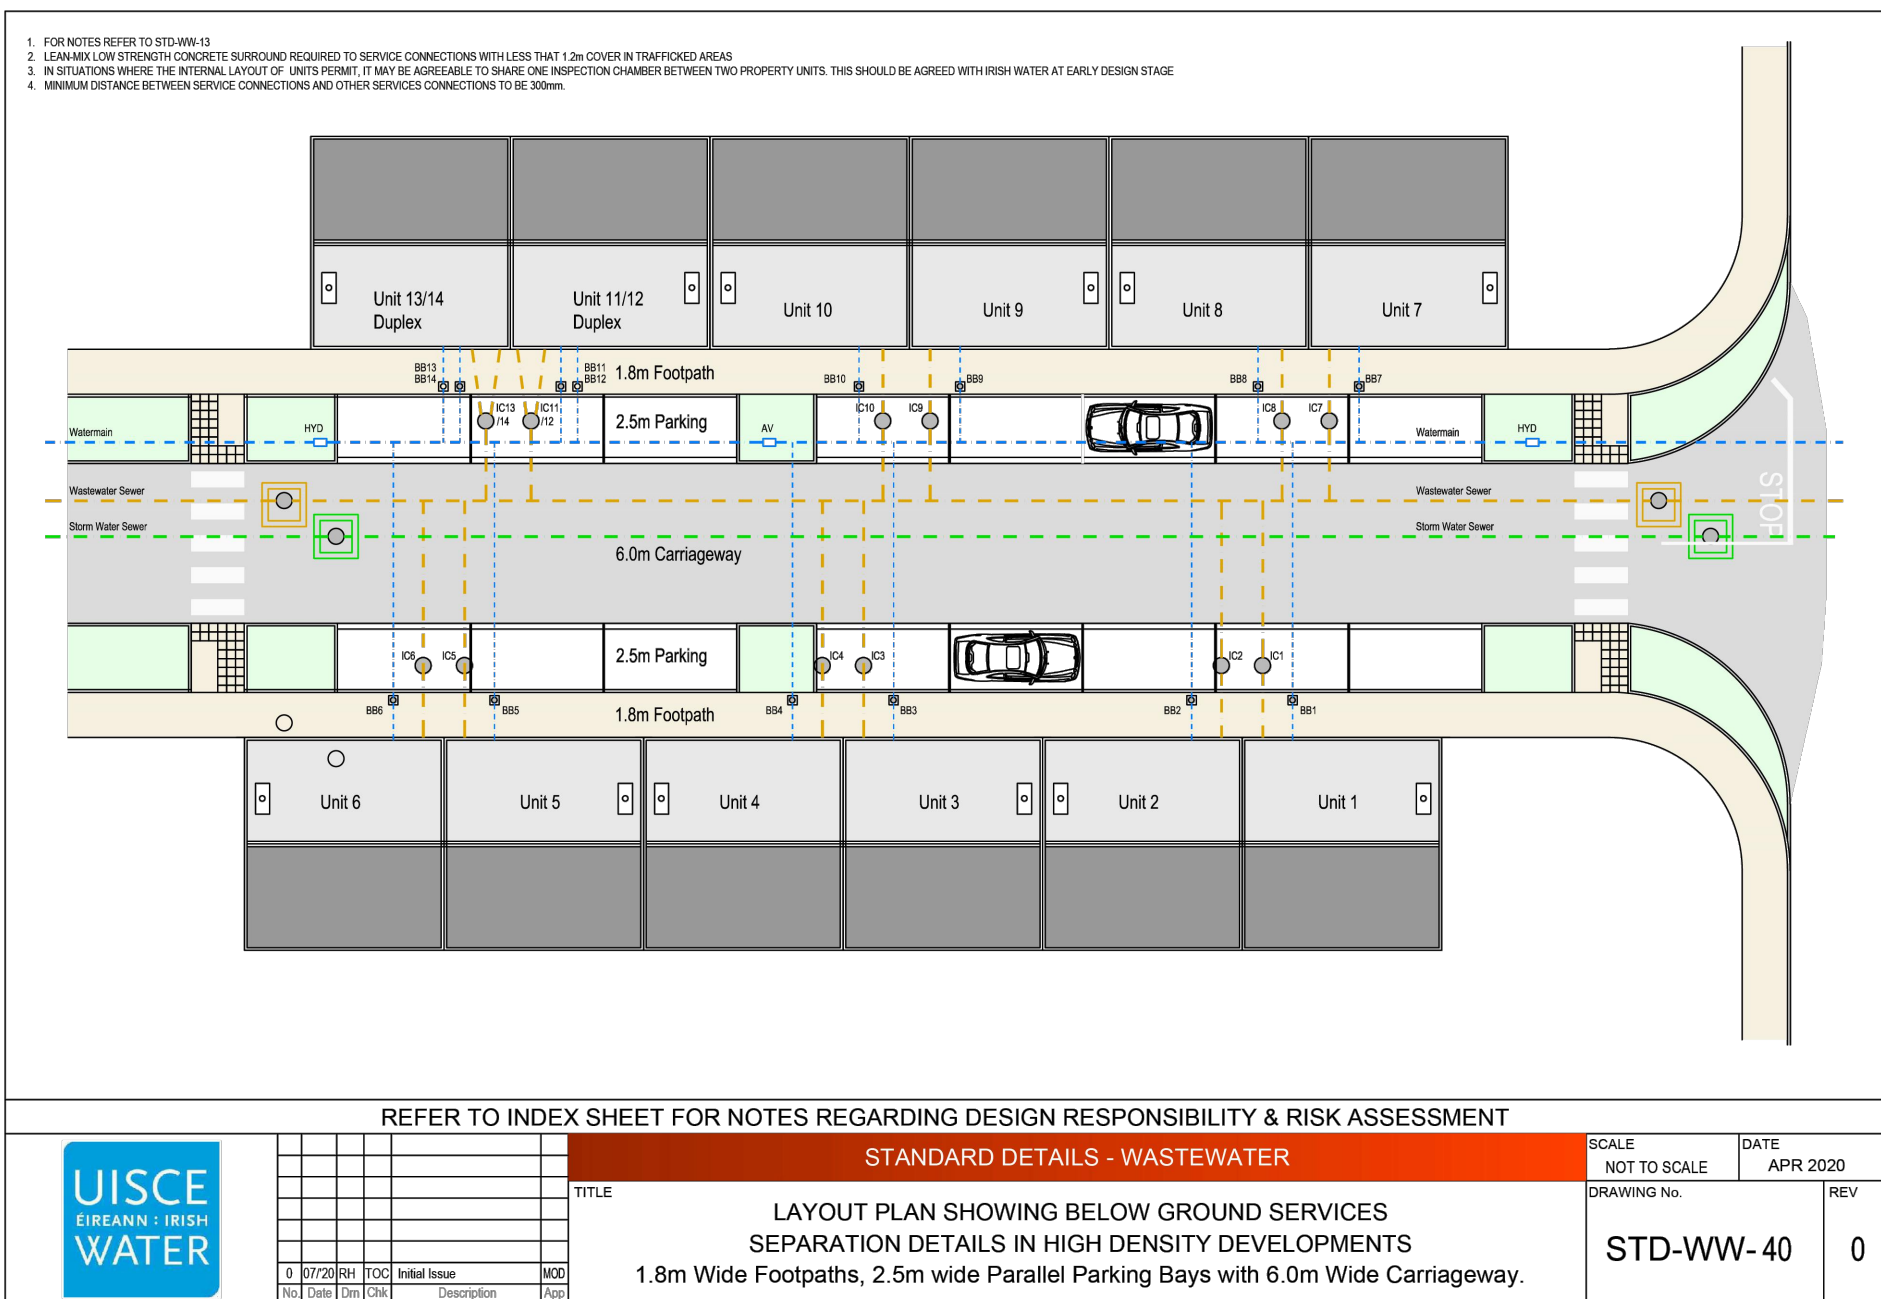 1. FOR NOTES REFER TO STD-WW-13
2. LEAN-MIX LOW STRENGTH CONCRETE SURROUND REQUIRED TO SERVICE CONNECTIONS WITH LESS THAT 1.2m COVER IN TRAFFICKED AREAS
3. IN SITUATIONS WHERE THE INTERNAL LAYOUT OF UNITS PERMIT, IT MAY BE AGREEABLE TO SHARE ONE INSPECTION CHAMBER BETWEEN TWO PROPERTY UNITS. THIS SHOULD BE AGREED WITH IRISH WATER AT EARLY DESIGN STAGE
4. MINIMUM DISTANCE BETWEEN SERVICE CONNECTIONS AND OTHER SERVICES CONNECTIONS TO BE 300mm.
Unit 13/14
Duplex
Unit 11/12
Duplex
Unit 10
Unit 9
Unit 8
Unit 7
BB13
BB14
BB11
BB12
1.8m Footpath
BB10
BB9
BB8
BB7
Watermain
HYD
IC13
/14
IC11
/12
2.5m Parking
AV
IC10
IC9
IC8
IC7
Watermain
HYD
Wastewater Sewer
Wastewater Sewer
STOP
Storm Water Sewer
Storm Water Sewer
6.0m Carriageway
IC6
IC5
2.5m Parking
IC4
IC3
IC2
IC1
BB6
BB5
1.8m Footpath
BB4
BB3
BB2
BB1
Unit 6
Unit 5
Unit 4
Unit 3
Unit 2
Unit 1
REFER TO INDEX SHEET FOR NOTES REGARDING DESIGN RESPONSIBILITY & RISK ASSESSMENT
UISCE
ÉIREANN : IRISH
WATER
0 07/'20 RH TOC Initial Issue MOD
No. Date Drn Chk Description App
STANDARD DETAILS - WASTEWATER
TITLE
LAYOUT PLAN SHOWING BELOW GROUND SERVICES
SEPARATION DETAILS IN HIGH DENSITY DEVELOPMENTS
1.8m Wide Footpaths, 2.5m wide Parallel Parking Bays with 6.0m Wide Carriageway.
SCALE
NOT TO SCALE
DATE
APR 2020
DRAWING No.
STD-WW-40
REV
0